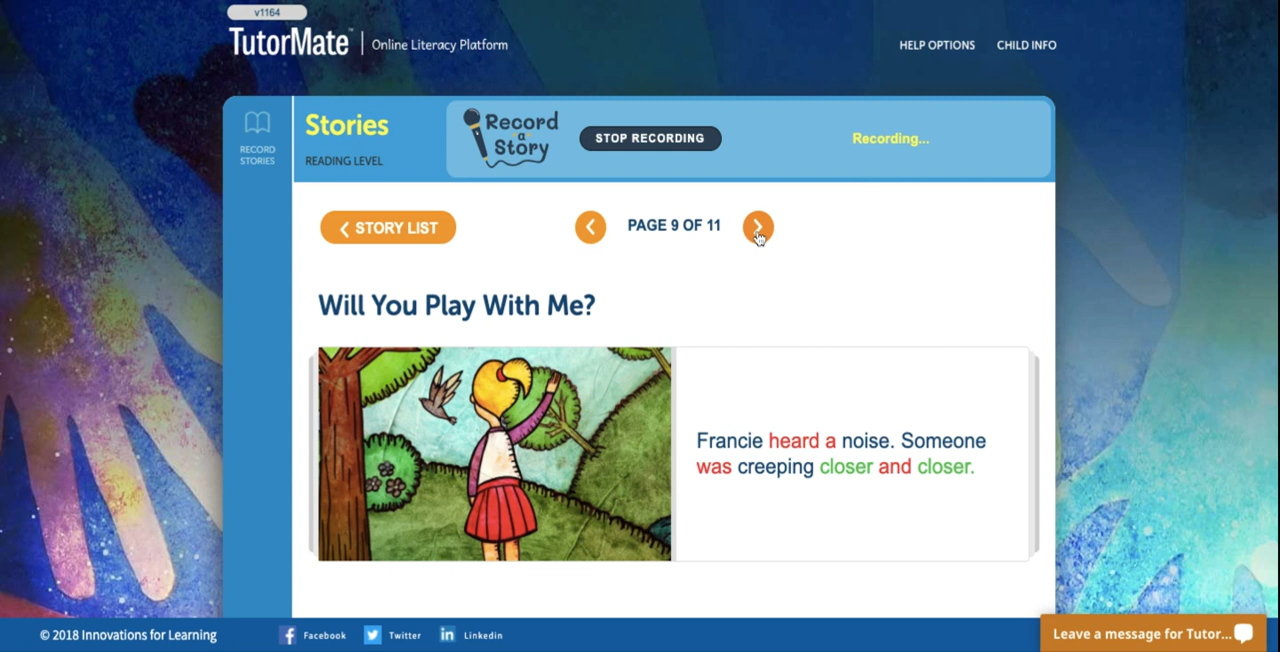 v1164
TutorMate™ | Online Literacy Platform
HELP OPTIONS
CHILD INFO
RECORD
STORIES
Stories
READING LEVEL
Record
a
Story
STOP RECORDING
Recording...
STORY LIST
PAGE 9 OF 11
Will You Play With Me?
Francie heard a noise. Someone
was creeping closer and closer.
© 2018 Innovations for Learning
Facebook
Twitter
in Linkedin
Leave a message for Tutor...